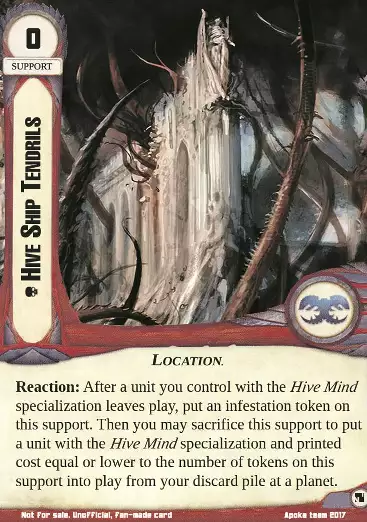 0
SUPPORT
HIVE SHIP TENDRILS
LOCATION.
Reaction: After a unit you control with the Hive Mind
specialization leaves play, put an infestation token on
this support. Then you may sacrifice this support to put
a unit with the Hive Mind specialization and printed
cost equal or lower to the number of tokens on this
support into play from your discard pile at a planet.
Not for sale. Unofficial, Fan-made card
Apoka team 2017